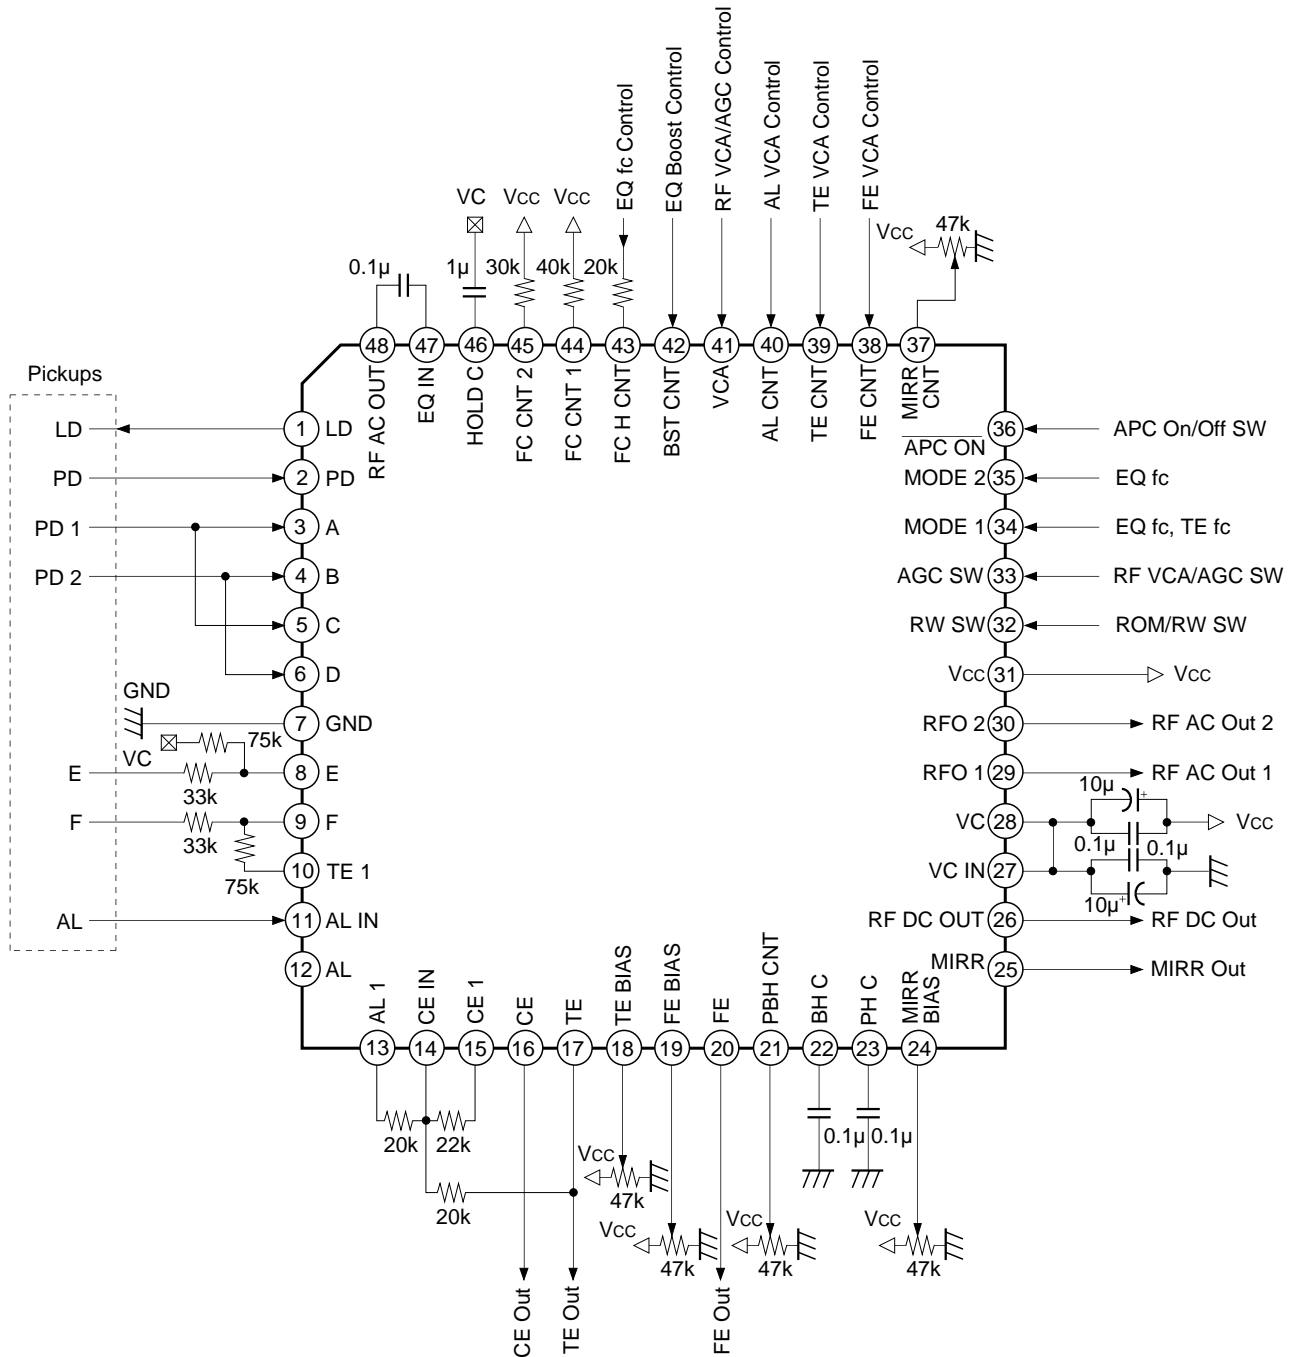 EQ fc Control
EQ Boost Control
RF VCA/AGC Control
AL VCA Control
TE VCA Control
FE VCA Control
VC
Vcc
Vcc
Vcc
47k
0.1µ
1µ
30k
40k
20k
48
47
46
45
44
43
42
41
40
39
38
37
RF AC OUT
EQ IN
HOLD C
FC CNT 2
FC CNT 1
FC H CNT
BST CNT
VCA
AL CNT
TE CNT
FE CNT
MIRR
CNT
Pickups
LD
1
LD
PD
2
PD
PD 1
3
A
PD 2
4
B
5
C
6
D
GND
7
GND
VC
75k
E
33k
8
E
F
33k
9
F
75k
10
TE 1
AL
11
AL IN
12
AL
APC ON
36
APC On/Off SW
MODE 2
35
EQ fc
MODE 1
34
EQ fc, TE fc
AGC SW
33
RF VCA/AGC SW
RW SW
32
ROM/RW SW
Vcc
31
Vcc
RFO 2
30
RF AC Out 2
RFO 1
29
RF AC Out 1
10µ
+
VC
28
Vcc
0.1µ
0.1µ
VC IN
27
10µ
+
RF DC OUT
26
RF DC Out
MIRR
25
MIRR Out
AL 1
CE IN
CE 1
CE
TE
TE BIAS
FE BIAS
FE
PBH CNT
BH C
PH C
MIRR
BIAS
13
14
15
16
17
18
19
20
21
22
23
24
20k
22k
20k
0.1µ
0.1µ
Vcc
47k
Vcc
47k
Vcc
47k
Vcc
47k
CE Out
TE Out
FE Out